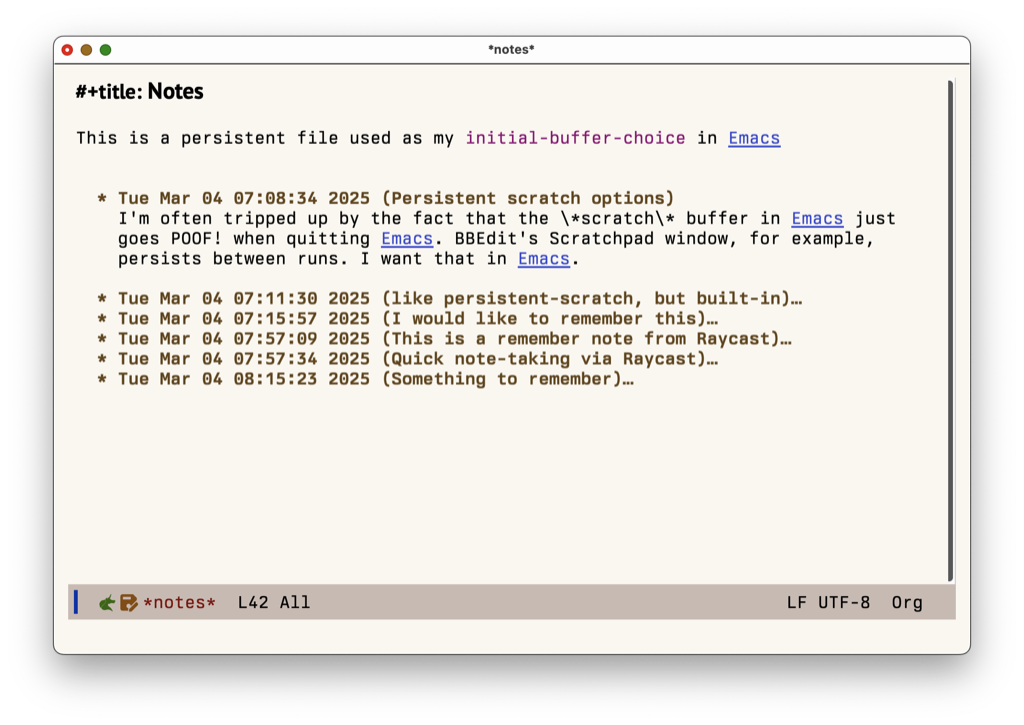 *notes*
#+title: Notes
This is a persistent file used as my initial-buffer-choice in Emacs
* Tue Mar 04 07:08:34 2025 (Persistent scratch options)
I'm often tripped up by the fact that the \*scratch\* buffer in Emacs just
goes POOF! when quitting Emacs. BBEdit's Scratchpad window, for example,
persists between runs. I want that in Emacs.
* Tue Mar 04 07:11:30 2025 (like persistent-scratch, but built-in)…
* Tue Mar 04 07:15:57 2025 (I would like to remember this)…
* Tue Mar 04 07:57:09 2025 (This is a remember note from Raycast)…
* Tue Mar 04 07:57:34 2025 (Quick note-taking via Raycast)…
* Tue Mar 04 08:15:23 2025 (Something to remember)…
*notes* L42 All LF UTF-8 Org